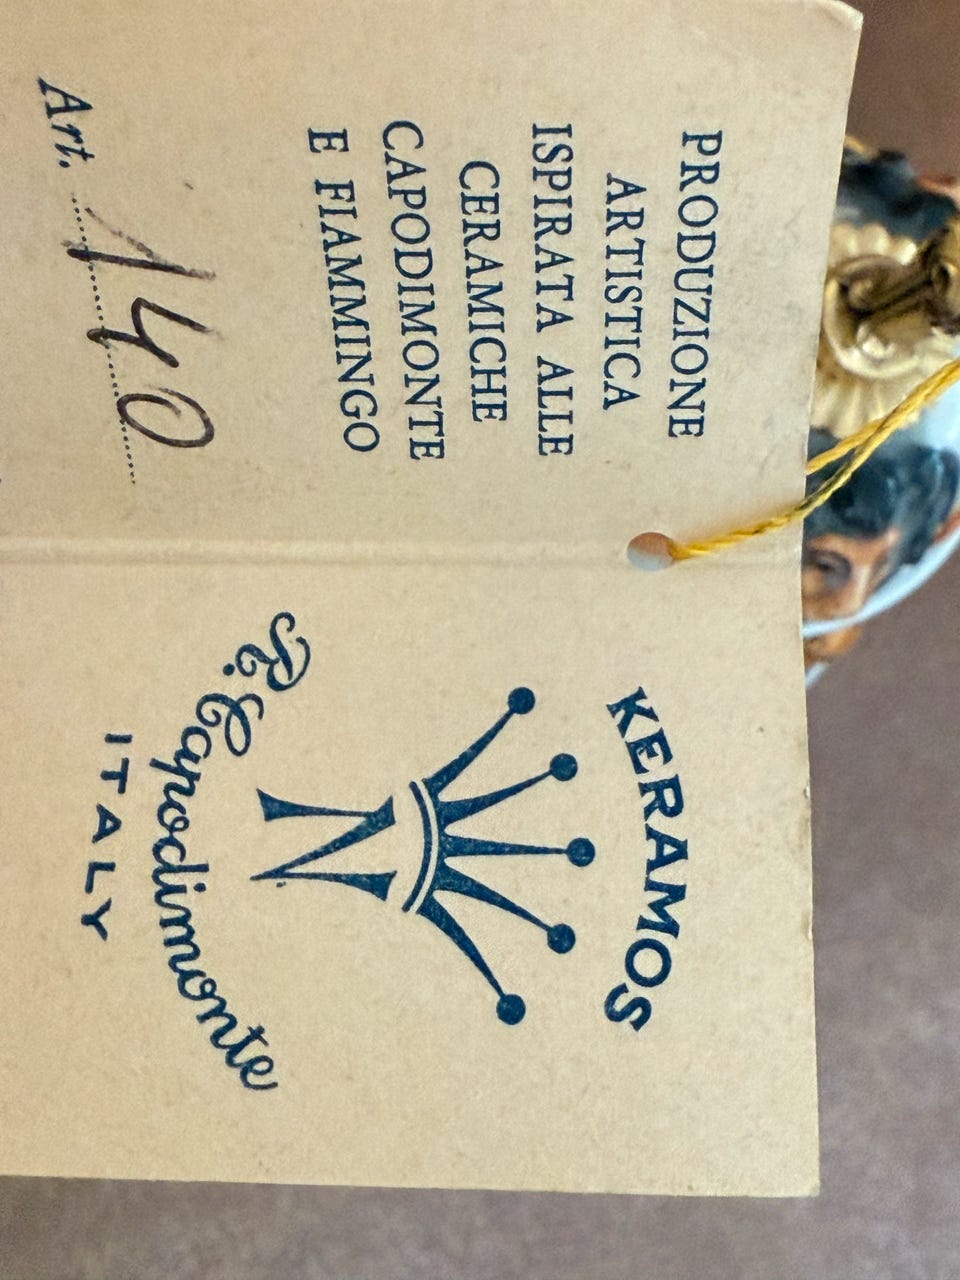 PRODUZIONE
ARTISTICA
ISPIRATA ALLE
CERAMICHE
CAPODIMONTE
E FIAMMINGO
Art. 140
KERAMOS
N
R. Capodimonte
ITALY